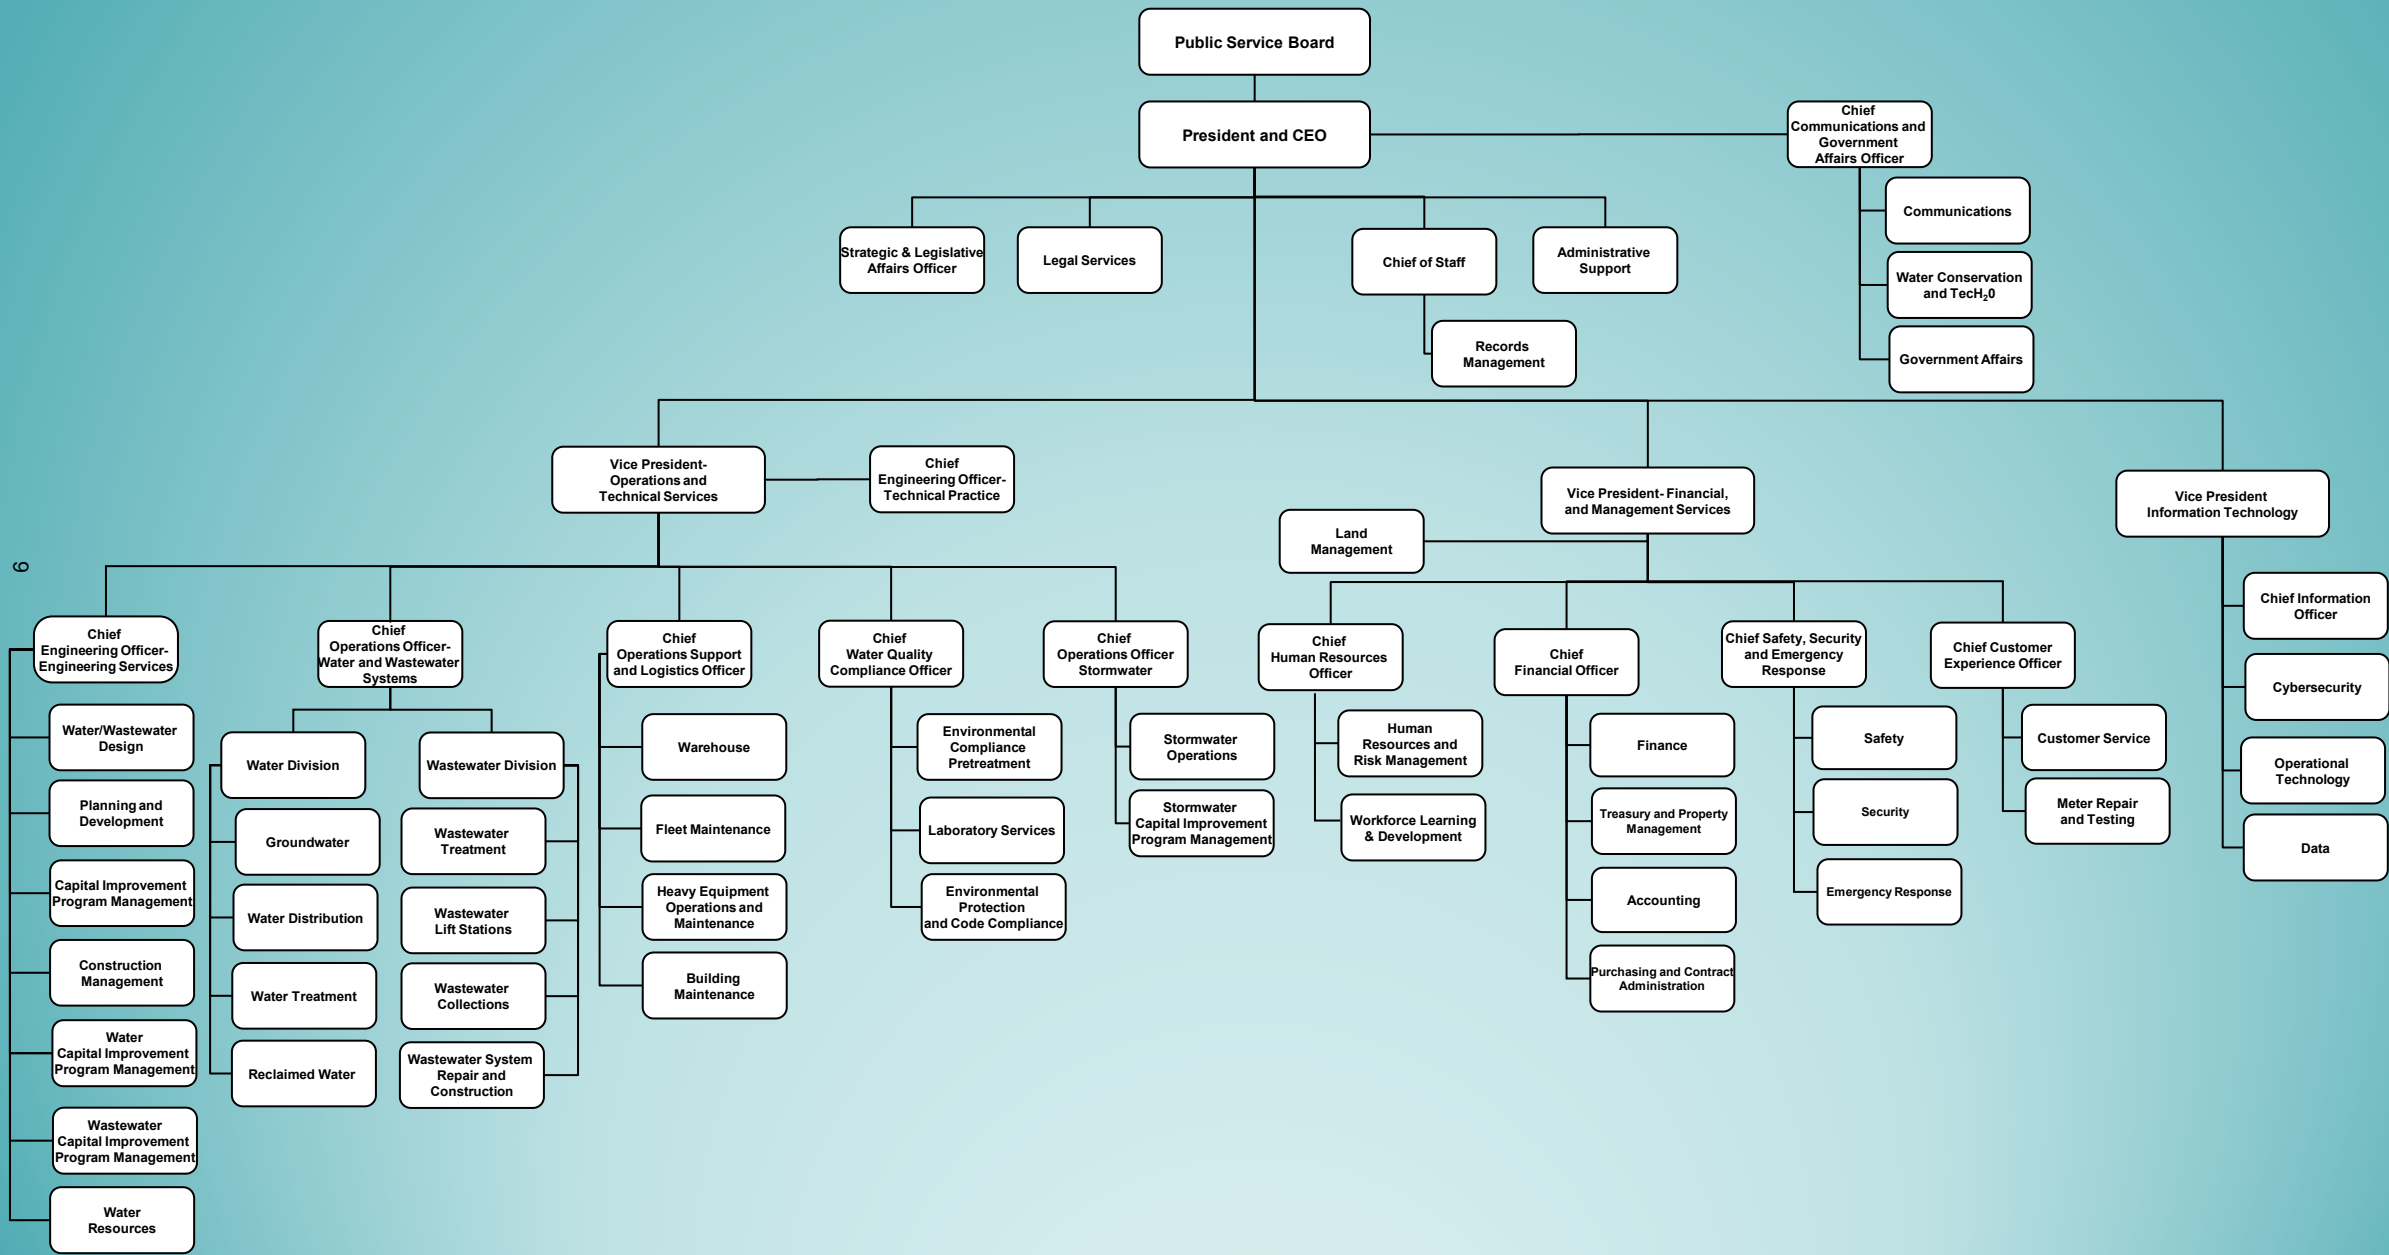 Public Service Board
President and CEO
Chief
Communications and
Government
Affairs Officer
Communications
Water Conservation
and TecH₂0
Government Affairs
Strategic & Legislative
Affairs Officer
Legal Services
Chief of Staff
Administrative
Support
Records
Management
Vice President-
Operations and
Technical Services
Chief
Engineering Officer-
Technical Practice
Vice President- Financial,
and Management Services
Vice President
Information Technology
Land
Management
6
Chief
Engineering Officer-
Engineering Services
Water/Wastewater
Design
Planning and
Development
Capital Improvement
Program Management
Construction
Management
Water
Capital Improvement
Program Management
Wastewater
Capital Improvement
Program Management
Water
Resources
Chief
Operations Officer-
Water and Wastewater
Systems
Water Division
Groundwater
Water Distribution
Water Treatment
Reclaimed Water
Wastewater Division
Wastewater
Treatment
Wastewater
Lift Stations
Wastewater
Collections
Wastewater System
Repair and
Construction
Chief
Operations Support
and Logistics Officer
Warehouse
Fleet Maintenance
Heavy Equipment
Operations and
Maintenance
Building
Maintenance
Chief
Water Quality
Compliance Officer
Environmental
Compliance
Pretreatment
Laboratory Services
Environmental
Protection
and Code Compliance
Chief
Operations Officer
Stormwater
Stormwater
Operations
Stormwater
Capital Improvement
Program Management
Chief
Human Resources
Officer
Human
Resources and
Risk Management
Workforce Learning
& Development
Chief
Financial Officer
Finance
Treasury and Property
Management
Accounting
Purchasing and Contract
Administration
Chief Safety, Security
and Emergency
Response
Safety
Security
Emergency Response
Chief Customer
Experience Officer
Customer Service
Meter Repair
and Testing
Chief Information
Officer
Cybersecurity
Operational
Technology
Data